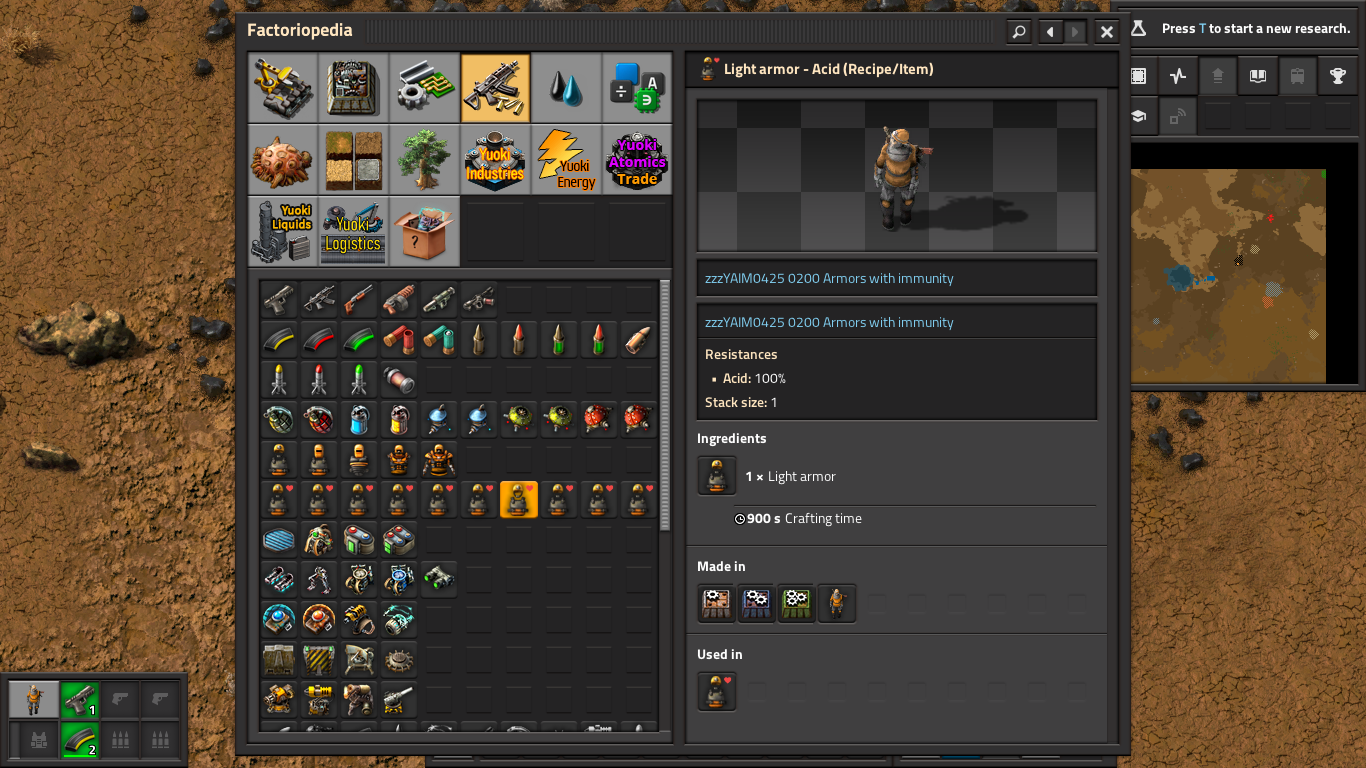 Factoriopedia
Press T to start a new research.
Light armor - Acid (Recipe/Item)
A
Yuoki
Industries
Yuoki
Energy
Yuoki
Atomics
Trade
Yuoki
Liquids
Yuoki
Logistics
?
zzzYAIM0425 0200 Armors with immunity
zzzYAIM0425 0200 Armors with immunity
Resistances
▪ Acid: 100%
Stack size: 1
Ingredients
1 × Light armor
900 s Crafting time
Made in
Used in
1
2